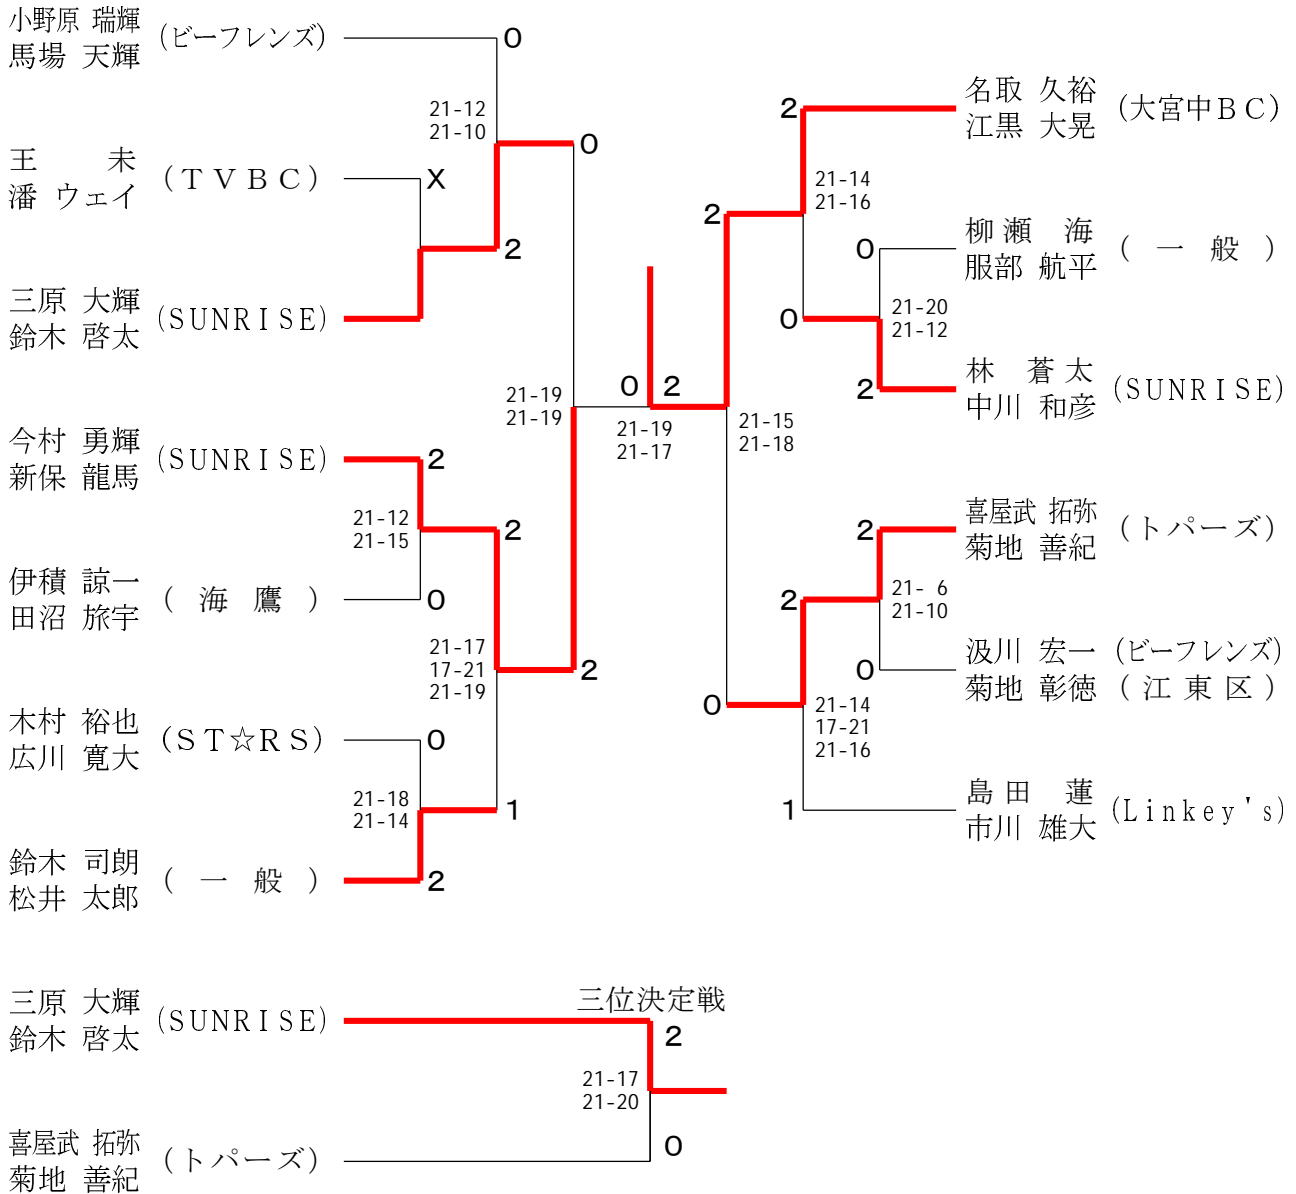 小野原 瑞輝
馬場 天輝
(ビーフレンズ)
0
21-12
21-10
0
王 未
潘 ウェイ
(ＴＶＢＣ)
X
2
三原 大輝
鈴木 啓太
(SUNRISE)
21-19
21-19
今村 勇輝
新保 龍馬
(SUNRISE)
2
21-12
21-15
2
伊積 諒一
田沼 旅宇
(海鷹)
0
21-17
17-21
21-19
2
木村 裕也
広川 寛大
(ＳＴ☆ＲＳ)
0
21-18
21-14
1
鈴木 司朗
松井 太郎
(一般)
2
0 2
21-19
21-17
名取 久裕
江黒 大晃
(大宮中ＢＣ)
2
21-14
21-16
2
柳瀬 海
服部 航平
(一般)
0
21-20
21-12
0
林 蒼太
中川 和彦
(SUNRISE)
2
21-15
21-18
喜屋武 拓弥
菊地 善紀
(トパーズ)
2
21- 6
21-10
2
汲川 宏一 (ビーフレンズ)
菊地 彰徳 (江東区)
0
0
21-14
17-21
21-16
島田 蓮
市川 雄大
(Linkey's)
1
三位決定戦
三原 大輝
鈴木 啓太
(SUNRISE)
2
21-17
21-20
喜屋武 拓弥
菊地 善紀
(トパーズ)
0